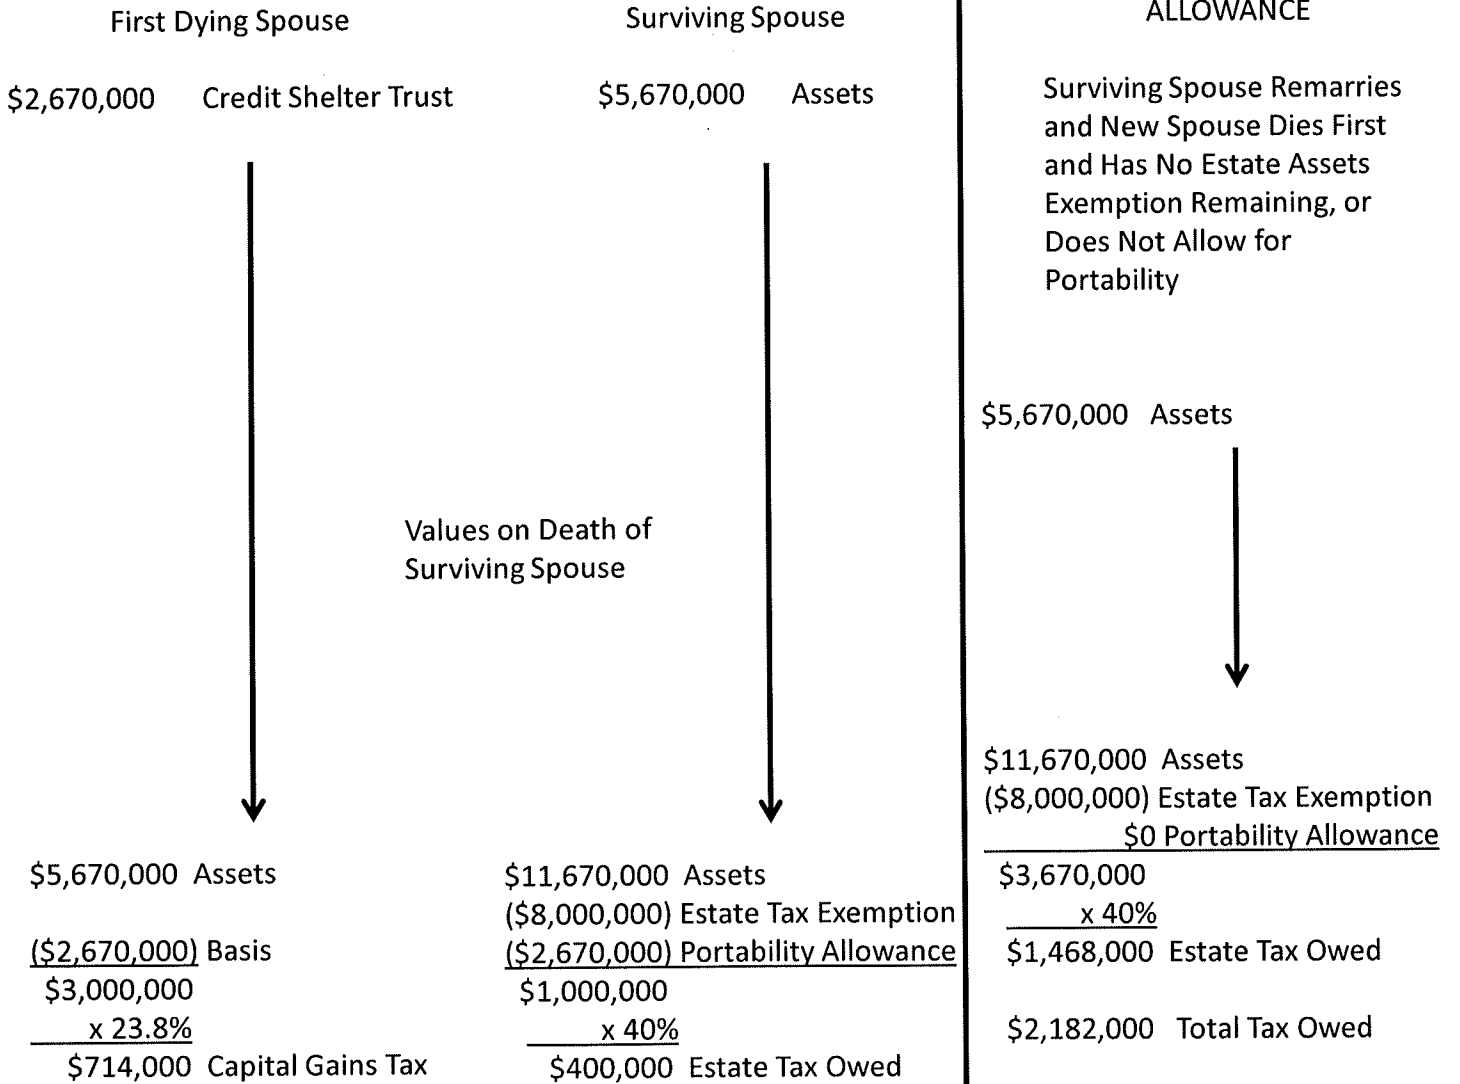 First Dying Spouse
$2,670,000 Credit Shelter Trust
Surviving Spouse
$5,670,000 Assets
Values on Death of
Surviving Spouse
$5,670,000 Assets
($2,670,000) Basis
$3,000,000
x 23.8%
$714,000 Capital Gains Tax
$11,670,000 Assets
($8,000,000) Estate Tax Exemption
($2,670,000) Portability Allowance
$1,000,000
x 40%
$400,000 Estate Tax Owed
ALLOWANCE
Surviving Spouse Remarries
and New Spouse Dies First
and Has No Estate Assets
Exemption Remaining, or
Does Not Allow for
Portability
$5,670,000 Assets
$11,670,000 Assets
($8,000,000) Estate Tax Exemption
$0 Portability Allowance
$3,670,000
x 40%
$1,468,000 Estate Tax Owed
$2,182,000 Total Tax Owed